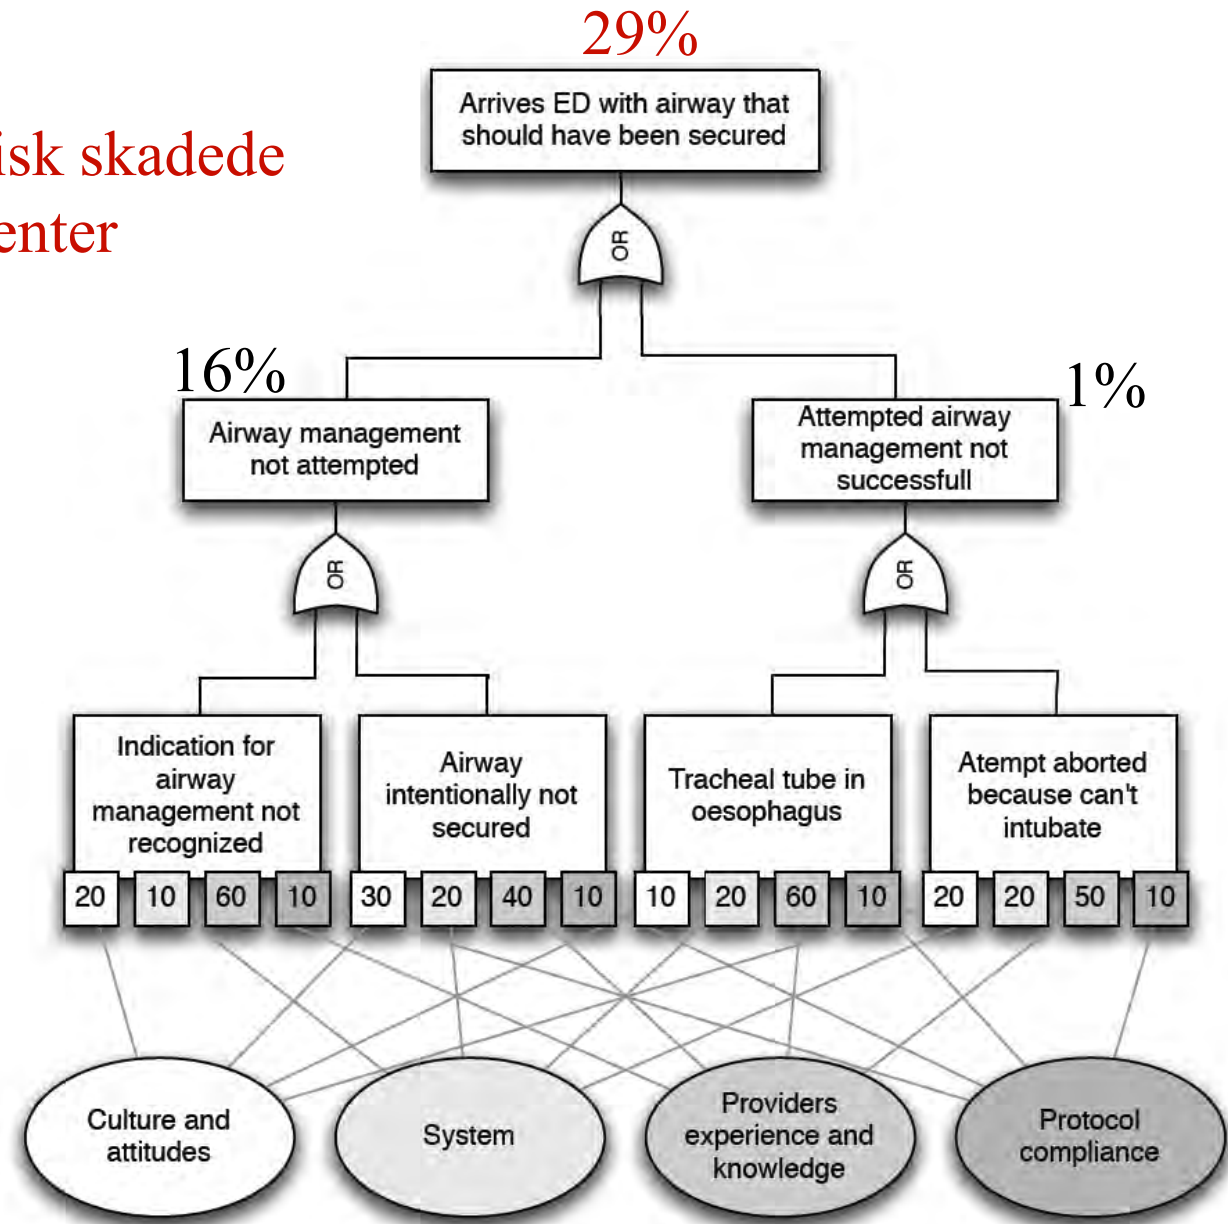 29%
Arrives ED with airway that
should have been secured
isk skadede
enter
OR
16%
1%
Airway management
not attempted
Attempted airway
management not
successfull
OR
OR
Indication for
airway
management not
recognized
Airway
intentionally not
secured
Tracheal tube in
oesophagus
Atempt aborted
because can't
intubate
20 10 60 10 30 20 40 10 10 20 60 10 20 20 50 10
Culture and
attitudes
System
Providers
experience and
knowledge
Protocol
compliance